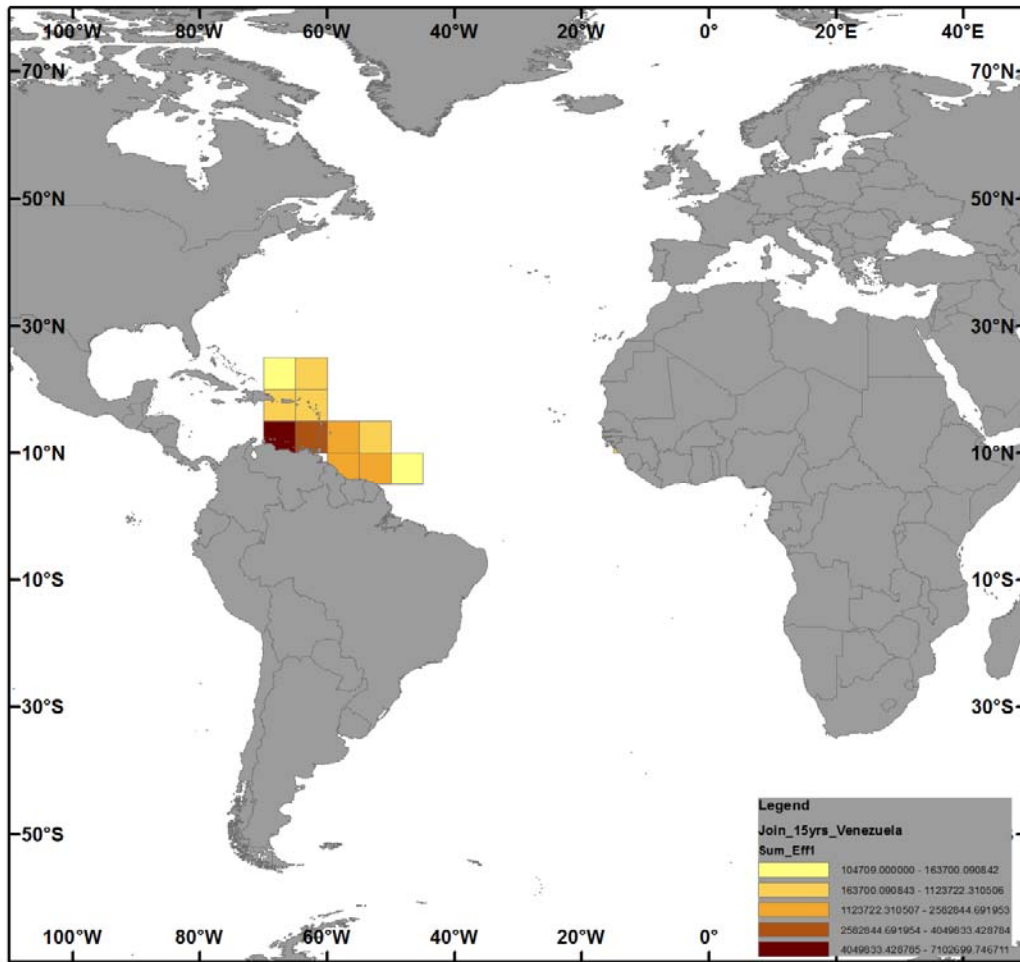 100°W 80°W 60°W 40°W 20°W 0° 20°E 40°E
70°N 70°N
50°N 50°N
30°N 30°N
10°N 10°N
10°S 10°S
30°S 30°S
50°S
Legend
Join_15yrs_Venezuela
Sum_Eff1
104709.000000 - 163700.090842
163700.090843 - 1123722.310506
1123722.310507 - 2582844.691953
2582844.691954 - 4049833.428784
4049833.428785 - 7102699.746711
100°W 80°W 60°W 40°W 20°W 0°